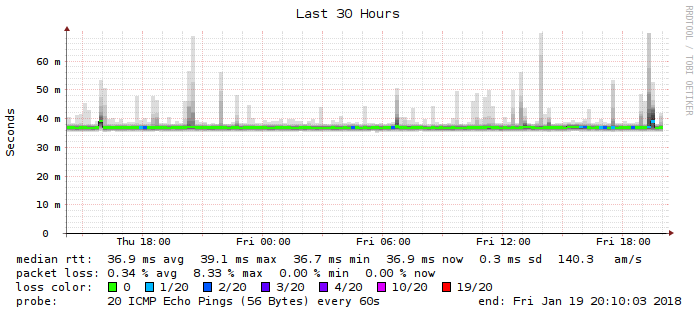 Last 30 Hours
RRDTOOL / TOBI OETIKER
Seconds
60 m
50 m
40 m
30 m
20 m
10 m
0
Thu 18:00 Fri 00:00 Fri 06:00 Fri 12:00 Fri 18:00
median rtt: 36.9 ms avg 39.1 ms max 36.7 ms min 36.9 ms now 0.3 ms sd 140.3 am/s
packet loss: 0.34 % avg 8.33 % max 0.00 % min 0.00 % now
loss color: 0 1/20 2/20 3/20 4/20 10/20 19/20
probe: 20 ICMP Echo Pings (56 Bytes) every 60s end: Fri Jan 19 20:10:03 2018